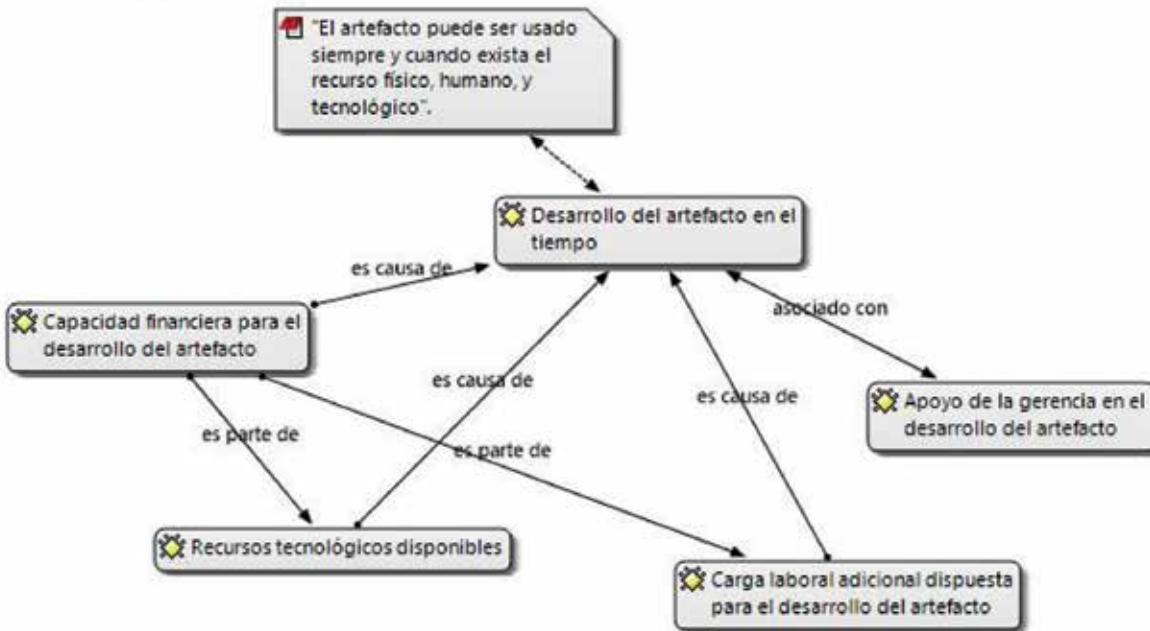 "El artefacto puede ser usado
siempre y cuando exista el
recurso físico, humano, y
tecnológico".
Desarrollo del artefacto en el
tiempo
es causa de
Capacidad financiera para el
desarrollo del artefacto
asociado con
es causa de
es causa de
Apoyo de la gerencia en el
desarrollo del artefacto
es parte de
es parte de
Recursos tecnológicos disponibles
Carga laboral adicional dispuesta
para el desarrollo del artefacto